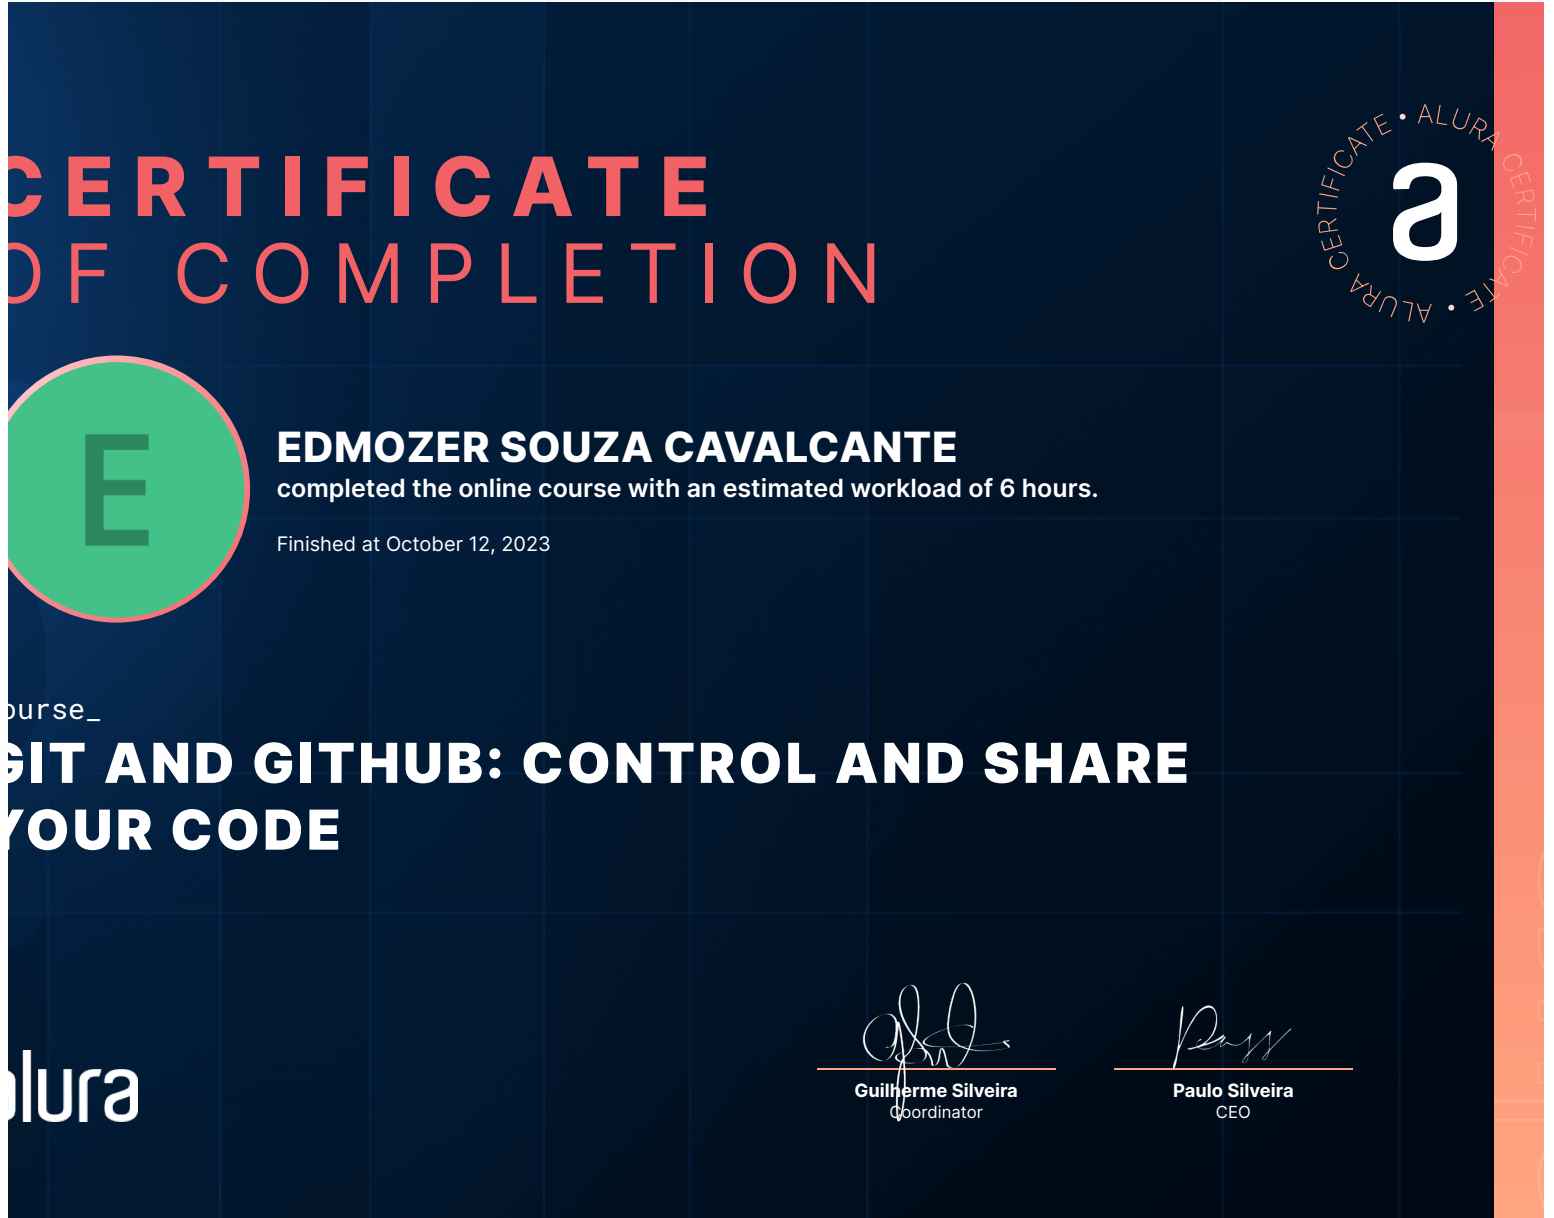 CERTIFICATE
OF COMPLETION
ALURA CERTIFICATE • ALURA CERTIFICATE •
a
E
EDMOZER SOUZA CAVALCANTE
completed the online course with an estimated workload of 6 hours.
Finished at October 12, 2023
ourse_
GIT AND GITHUB: CONTROL AND SHARE
YOUR CODE
alura
Guilherme Silveira
Coordinator
Paulo Silveira
CEO